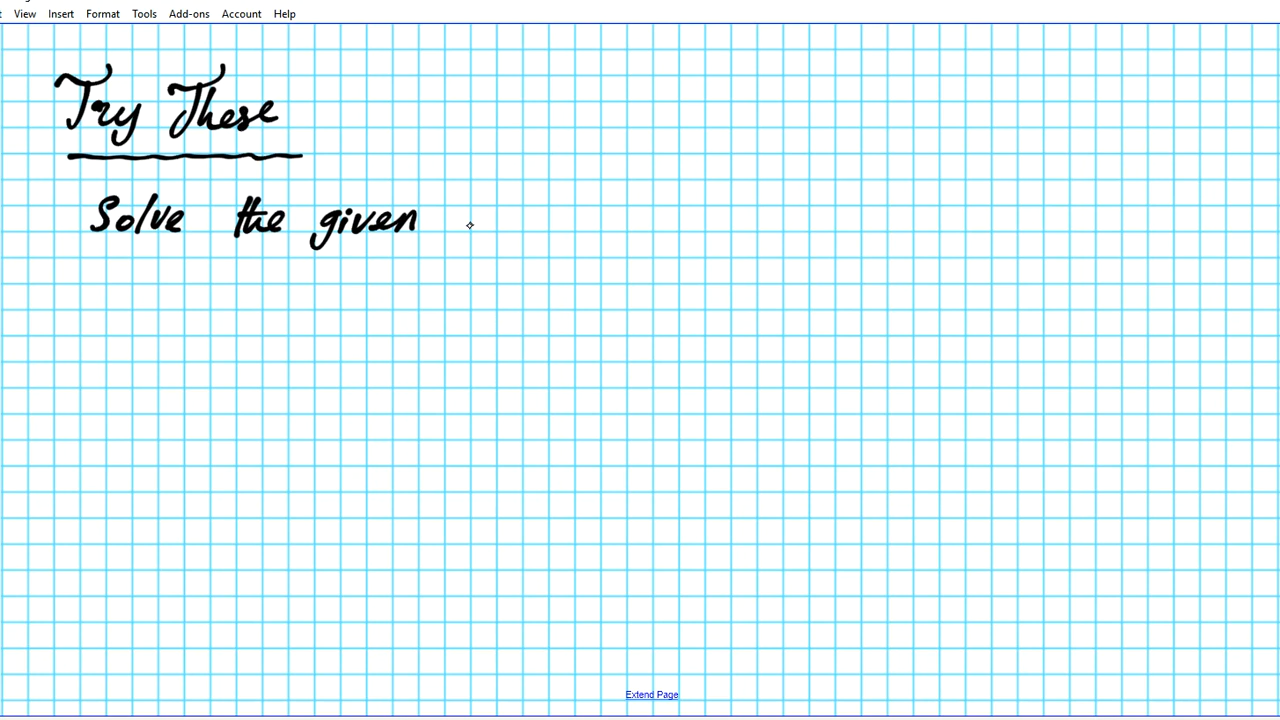 View Insert Format Tools Add-ons Account Help
Try These
Solve the given
Extend Page